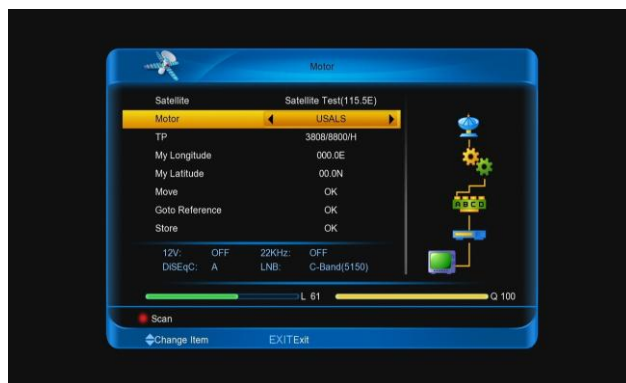 Motor
Satellite Satellite Test(115.5E)
Motor USALS
TP 3808/8800/H
My Longitude 000.0E
My Latitude 00.0N
Move OK
Goto Reference OK
Store OK
ABCD
12V: OFF 22KHz: OFF
DiSEqC: A LNB: C-Band(5150)
L 61 Q 100
Scan
Change Item EXITExit